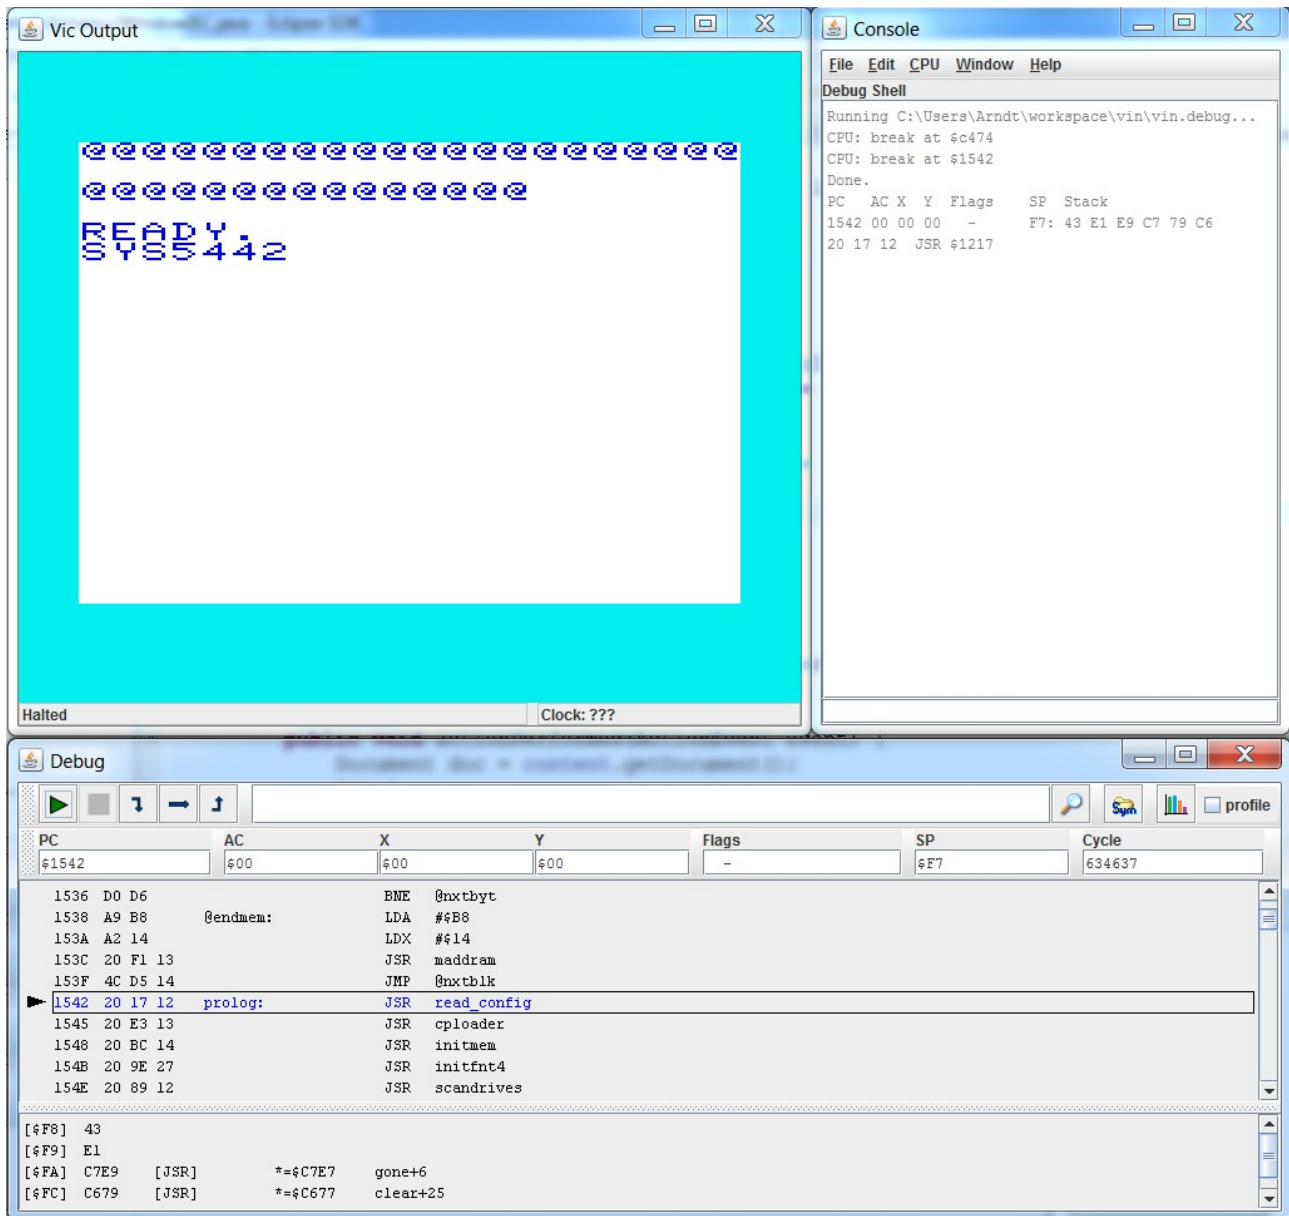 Vic Output
@@@@@@@@@@@@@@@@@@@@@@
@@@@@@@@@@@@@@@
READY.
SYS5442
Halted Clock: ???
Console
File Edit CPU Window Help
Debug Shell
Running C:\Users\Arndt\workspace\vin\vin.debug...
CPU: break at $c474
CPU: break at $1542
Done.
PC AC X Y Flags SP Stack
1542 00 00 00 - F7: 43 E1 E9 C7 79 C6
20 17 12 JSR $1217
Debug
Sym profile
PC AC X Y Flags SP Cycle
$1542 $00 $00 $00 - $F7 634637
1536 D0 D6 BNE @nxtbyt
1538 A9 B8 @endmem: LDA #$B8
153A A2 14 LDX #$14
153C 20 F1 13 JSR maddram
153F 4C D5 14 JMP @nxtblk
1542 20 17 12 prolog: JSR read_config
1545 20 E3 13 JSR cploader
1548 20 BC 14 JSR initmem
154B 20 9E 27 JSR initfnt4
154E 20 89 12 JSR scandrives
[$F8] 43
[$F9] E1
[$FA] C7E9 [JSR] *=$C7E7 gone+6
[$FC] C679 [JSR] *=$C677 clear+25